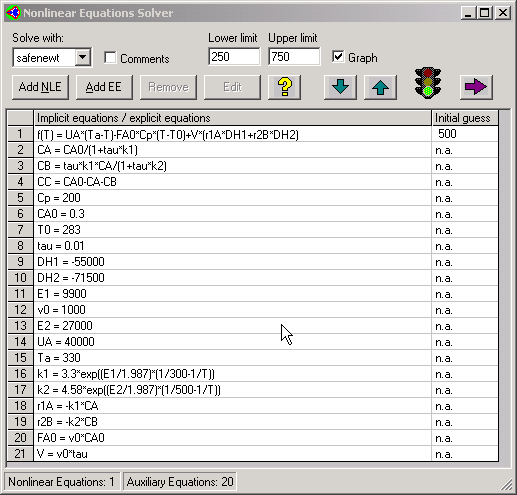 Nonlinear Equations Solver
Solve with:
safenewt
Comments
Lower limit
250
Upper limit
750
Graph
Add NLE
Add EE
Remove
Edit
?
Implicit equations / explicit equations Initial guess
1 f(T) = UA*(Ta-T)-FA0*Cp*(T-T0)+V*(r1A*DH1+r2B*DH2) 500
2 CA = CA0/(1+tau*k1) n.a.
3 CB = tau*k1*CA/(1+tau*k2) n.a.
4 CC = CA0-CA-CB n.a.
5 Cp = 200 n.a.
6 CA0 = 0.3 n.a.
7 T0 = 283 n.a.
8 tau = 0.01 n.a.
9 DH1 = -55000 n.a.
10 DH2 = -71500 n.a.
11 E1 = 9900 n.a.
12 v0 = 1000 n.a.
13 E2 = 27000 n.a.
14 UA = 40000 n.a.
15 Ta = 330 n.a.
16 k1 = 3.3*exp((E1/1.987)*(1/300-1/T)) n.a.
17 k2 = 4.58*exp((E2/1.987)*(1/500-1/T)) n.a.
18 r1A = -k1*CA n.a.
19 r2B = -k2*CB n.a.
20 FA0 = v0*CA0 n.a.
21 V = v0*tau n.a.
Nonlinear Equations: 1 Auxiliary Equations: 20